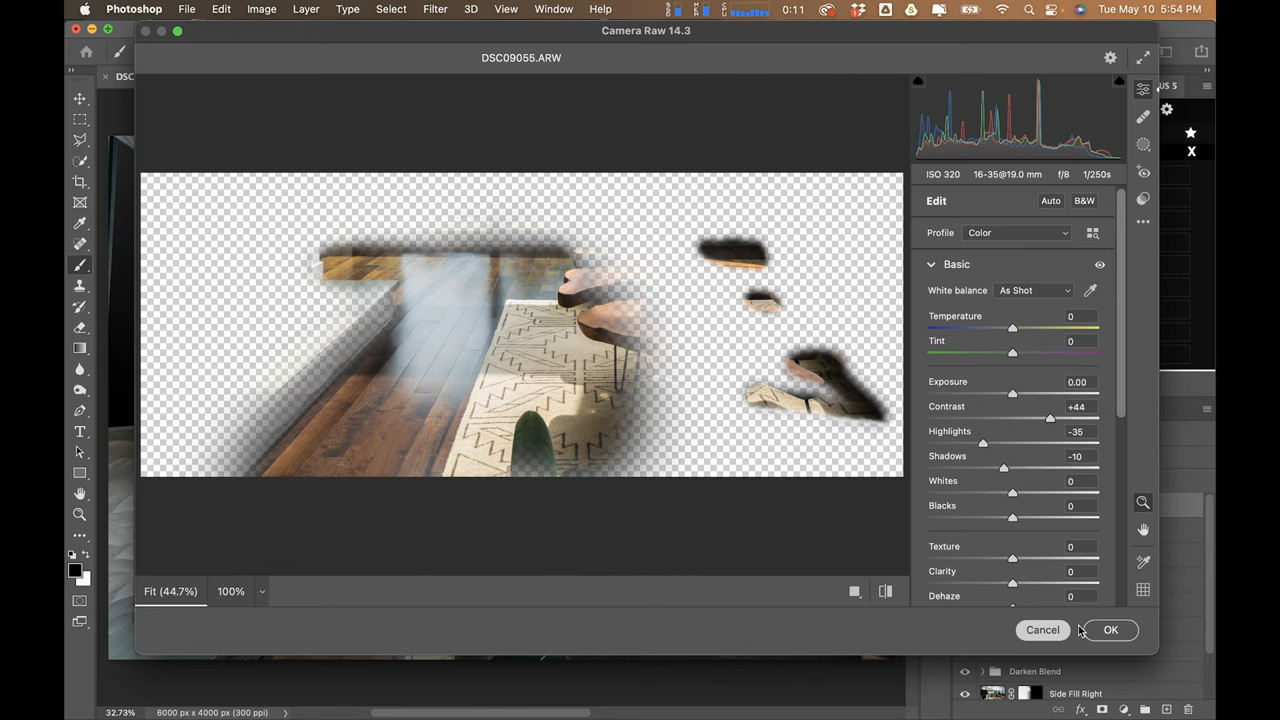 Photoshop File Edit Image Layer Type Select Filter 3D View Window Help 0:11 Tue May 10 5:54 PM
Camera Raw 14.3
DSC09055.ARW
DSC
US 5
X
ISO 320 16-35@19.0 mm f/8 1/250s
Edit Auto B&W
Profile Color
Basic
White balance As Shot
Temperature 0
Tint 0
Exposure 0.00
Contrast +44
Highlights -35
Shadows -10
Whites 0
Blacks 0
Texture 0
Clarity 0
Dehaze 0
Fit (44.7%) 100%
Cancel OK
Darken Blend
Side Fill Right
32.73% 6000 px x 4000 px (300 ppi)